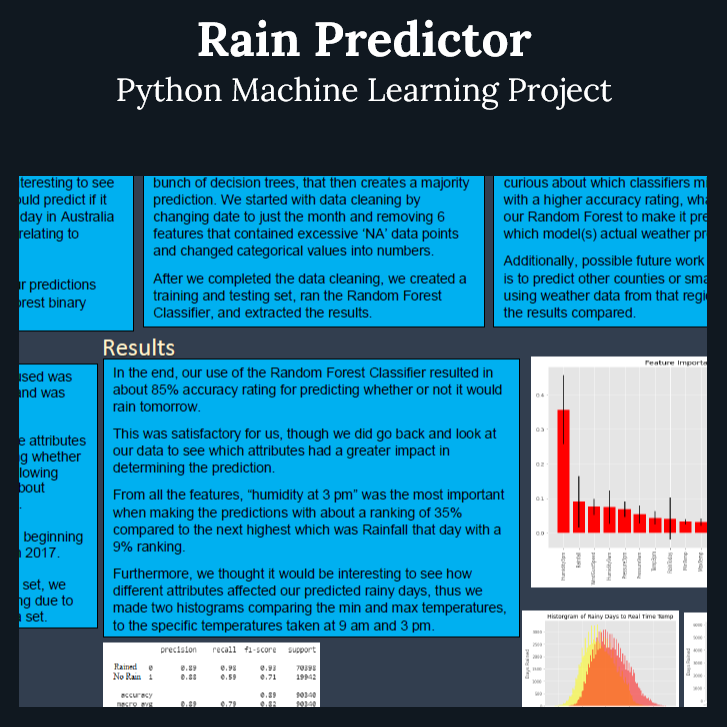 Rain Predictor
Python Machine Learning Project
teresting to see
uld predict if it
day in Australia
relating to
r predictions
rest binary
bunch of decision trees, that then creates a majority
prediction. We started with data cleaning by
changing date to just the month and removing 6
features that contained excessive 'NA' data points
and changed categorical values into numbers.
After we completed the data cleaning, we created a
training and testing set, ran the Random Forest
Classifier, and extracted the results.
curious about which classifiers m
with a higher accuracy rating, wha
our Random Forest to make it pre
which model(s) actual weather pr
Additionally, possible future work
is to predict other counties or sma
using weather data from that regi
the results compared.
used was
and was
e attributes
g whether
lowing
bout
beginning
2017.
set, we
ng due to
set.
Results
In the end, our use of the Random Forest Classifier resulted in
about 85% accuracy rating for predicting whether or not it would
rain tomorrow.
This was satisfactory for us, though we did go back and look at
our data to see which attributes had a greater impact in
determining the prediction.
From all the features, "humidity at 3 pm" was the most important
when making the predictions with about a ranking of 35%
compared to the next highest which was Rainfall that day with a
9% ranking.
Furthermore, we thought it would be interesting to see how
different attributes affected our predicted rainy days, thus we
made two histograms comparing the min and max temperatures,
to the specific temperatures taken at 9 am and 3 pm.
Feature Importa
0.4
0.3
0.2
0.1
0.0
precision recall f1-score support
Rained 0 0.89 0.98 0.93 70398
No Rain 1 0.88 0.59 0.71 19942
accuracy 0.89 90340
macro avg 0.79 0.82 90340
Histogram of Rainy Days to Real Time Temp
Days Rained
3000
2500
2000
1500
1000
500
0